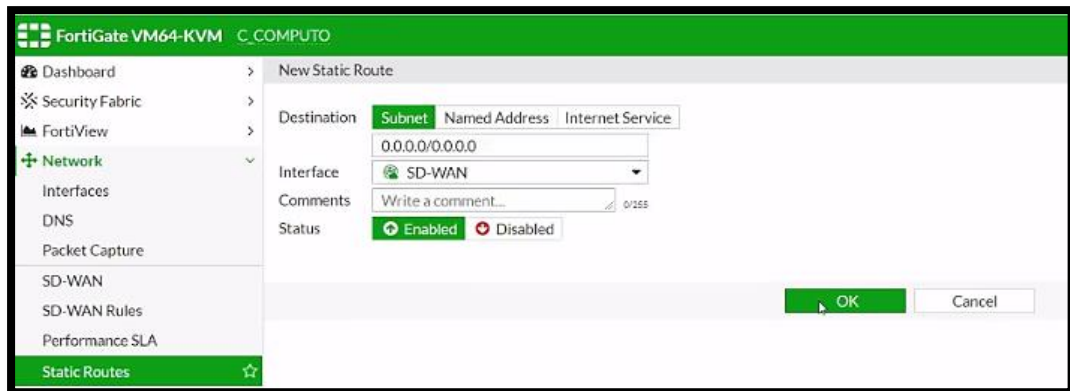 FortiGate VM64-KVM C_COMPUTO
Dashboard
Security Fabric
FortiView
Network
Interfaces
DNS
Packet Capture
SD-WAN
SD-WAN Rules
Performance SLA
Static Routes
New Static Route
Destination Subnet Named Address Internet Service
0.0.0.0/0.0.0.0
Interface SD-WAN
Comments Write a comment... 0/255
Status Enabled Disabled
OK Cancel